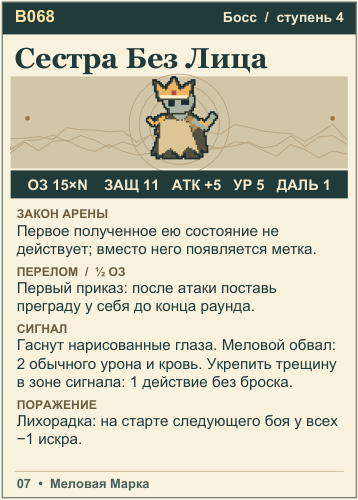 B068
Босс / ступень 4
Сестра Без Лица
ОЗ 15×N ЗАЩ 11 АТК +5 УР 5 ДАЛЬ 1
ЗАКОН АРЕНЫ
Первое полученное ею состояние не
действует; вместо него появляется метка.
ПЕРЕЛОМ / ½ ОЗ
Первый приказ: после атаки поставь
преграду у себя до конца раунда.
СИГНАЛ
Гаснут нарисованные глаза. Меловой обвал:
2 обычного урона и кровь. Укрепить трещину
в зоне сигнала: 1 действие без броска.
ПОРАЖЕНИЕ
Лихорадка: на старте следующего боя у всех
−1 искра.
07 • Меловая Марка